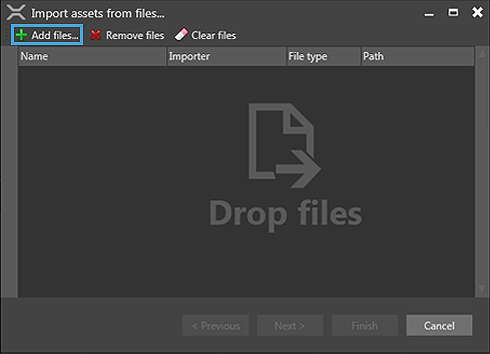 Import assets from files...
Add files... Remove files Clear files
Name Importer File type Path
Drop files
< Previous Next > Finish Cancel